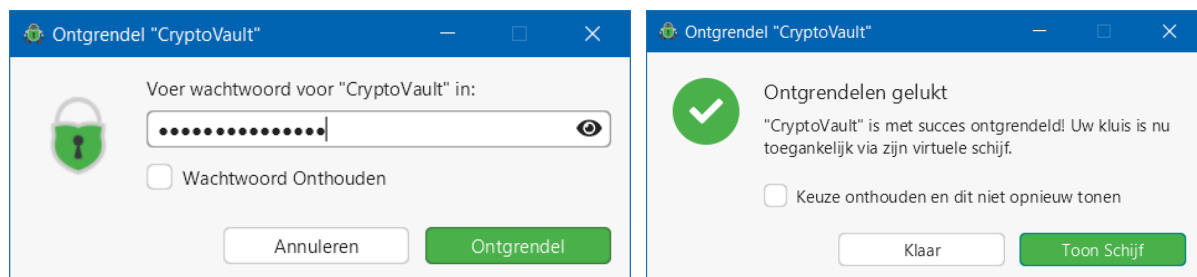 Ontgrendel "CryptoVault"
Voer wachtwoord voor "CryptoVault" in:
Wachtwoord Onthouden
Annuleren
Ontgrendel
Ontgrendel "CryptoVault"
Ontgrendelen gelukt
"CryptoVault" is met succes ontgrendeld! Uw kluis is nu
toegankelijk via zijn virtuele schijf.
Keuze onthouden en dit niet opnieuw tonen
Klaar
Toon Schijf